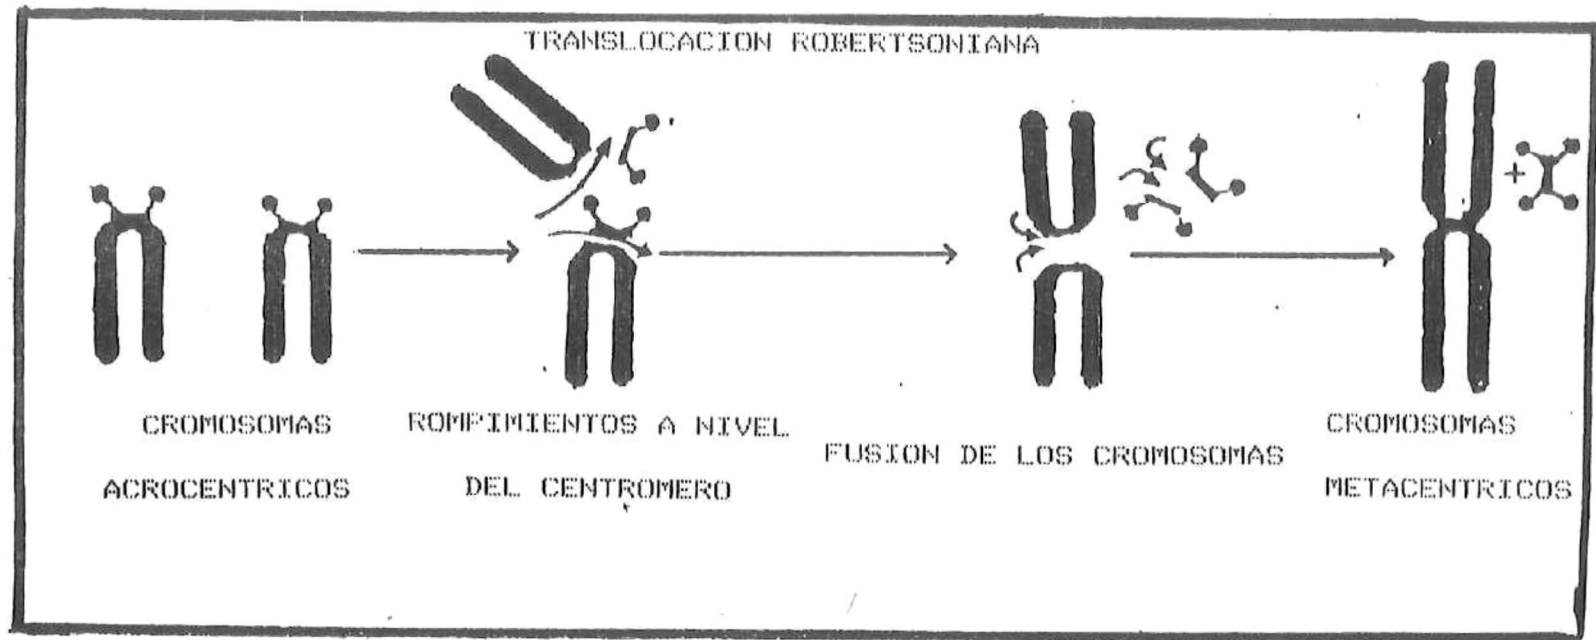 TRANSLOCACION ROBERTSONIANA
+
CROMOSOMAS
ACROCENTRICOS
ROMPIMIENTOS A NIVEL
DEL CENTROMERO
FUSION DE LOS CROMOSOMAS
CROMOSOMAS
METACENTRICOS